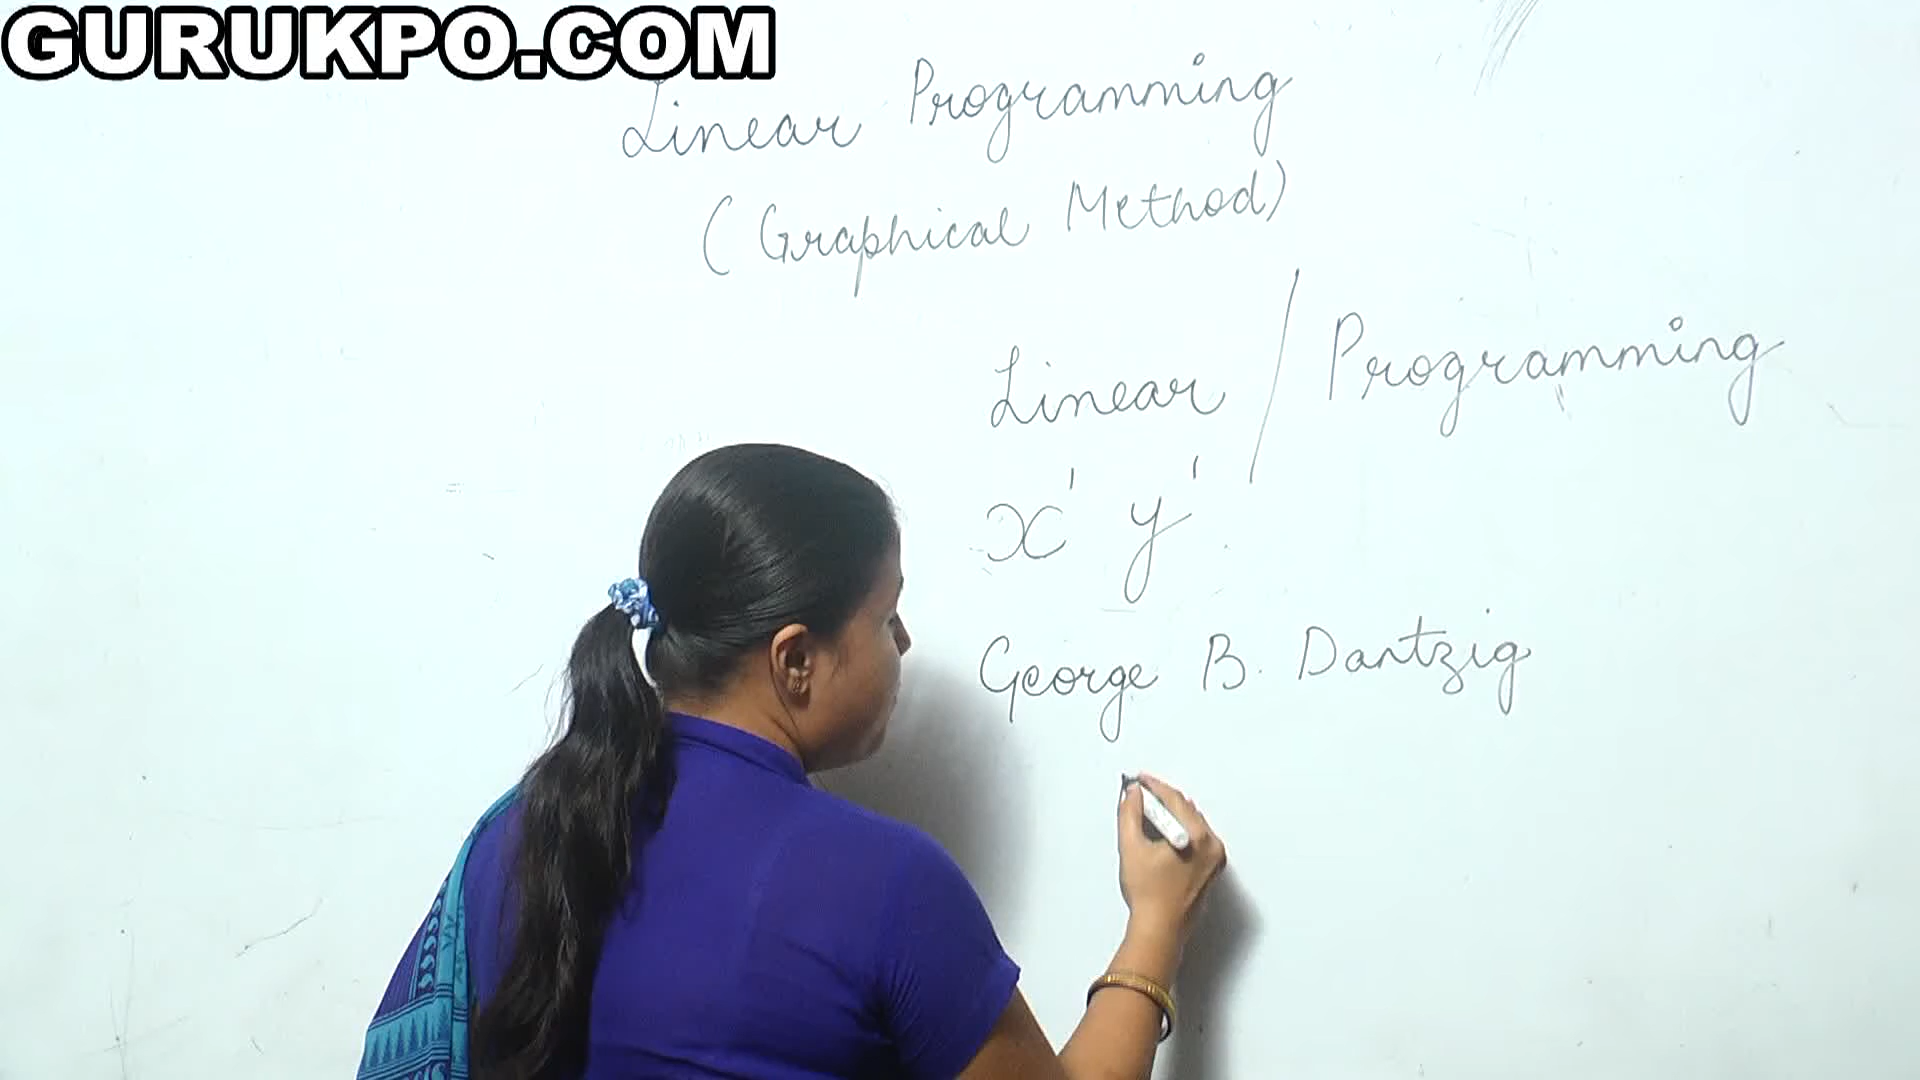 GURUKPO.COM
Linear Programming
(Graphical Method)
Linear / Programming
x' y'
George B. Dantzig